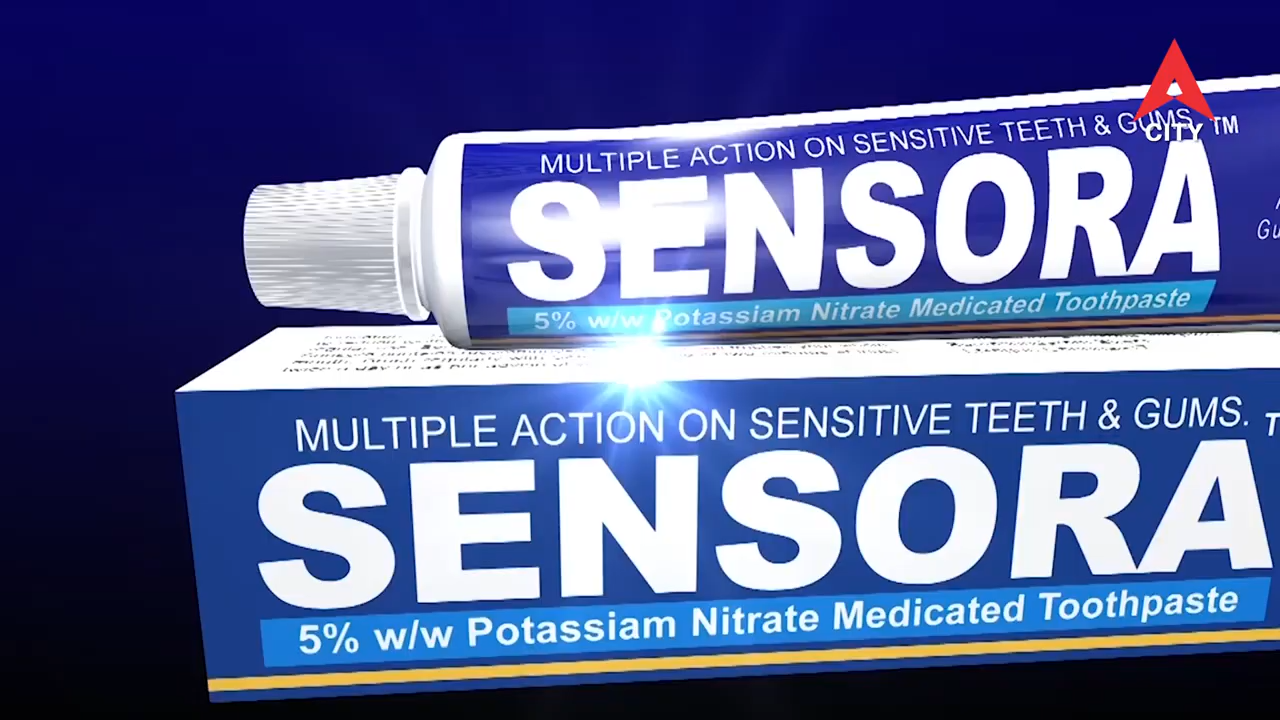 A
CITY
MULTIPLE ACTION ON SENSITIVE TEETH & GUMS
TM
SENSORA
5% w/w Potassiam Nitrate Medicated Toothpaste
MULTIPLE ACTION ON SENSITIVE TEETH & GUMS.
SENSORA
5% w/w Potassiam Nitrate Medicated Toothpaste